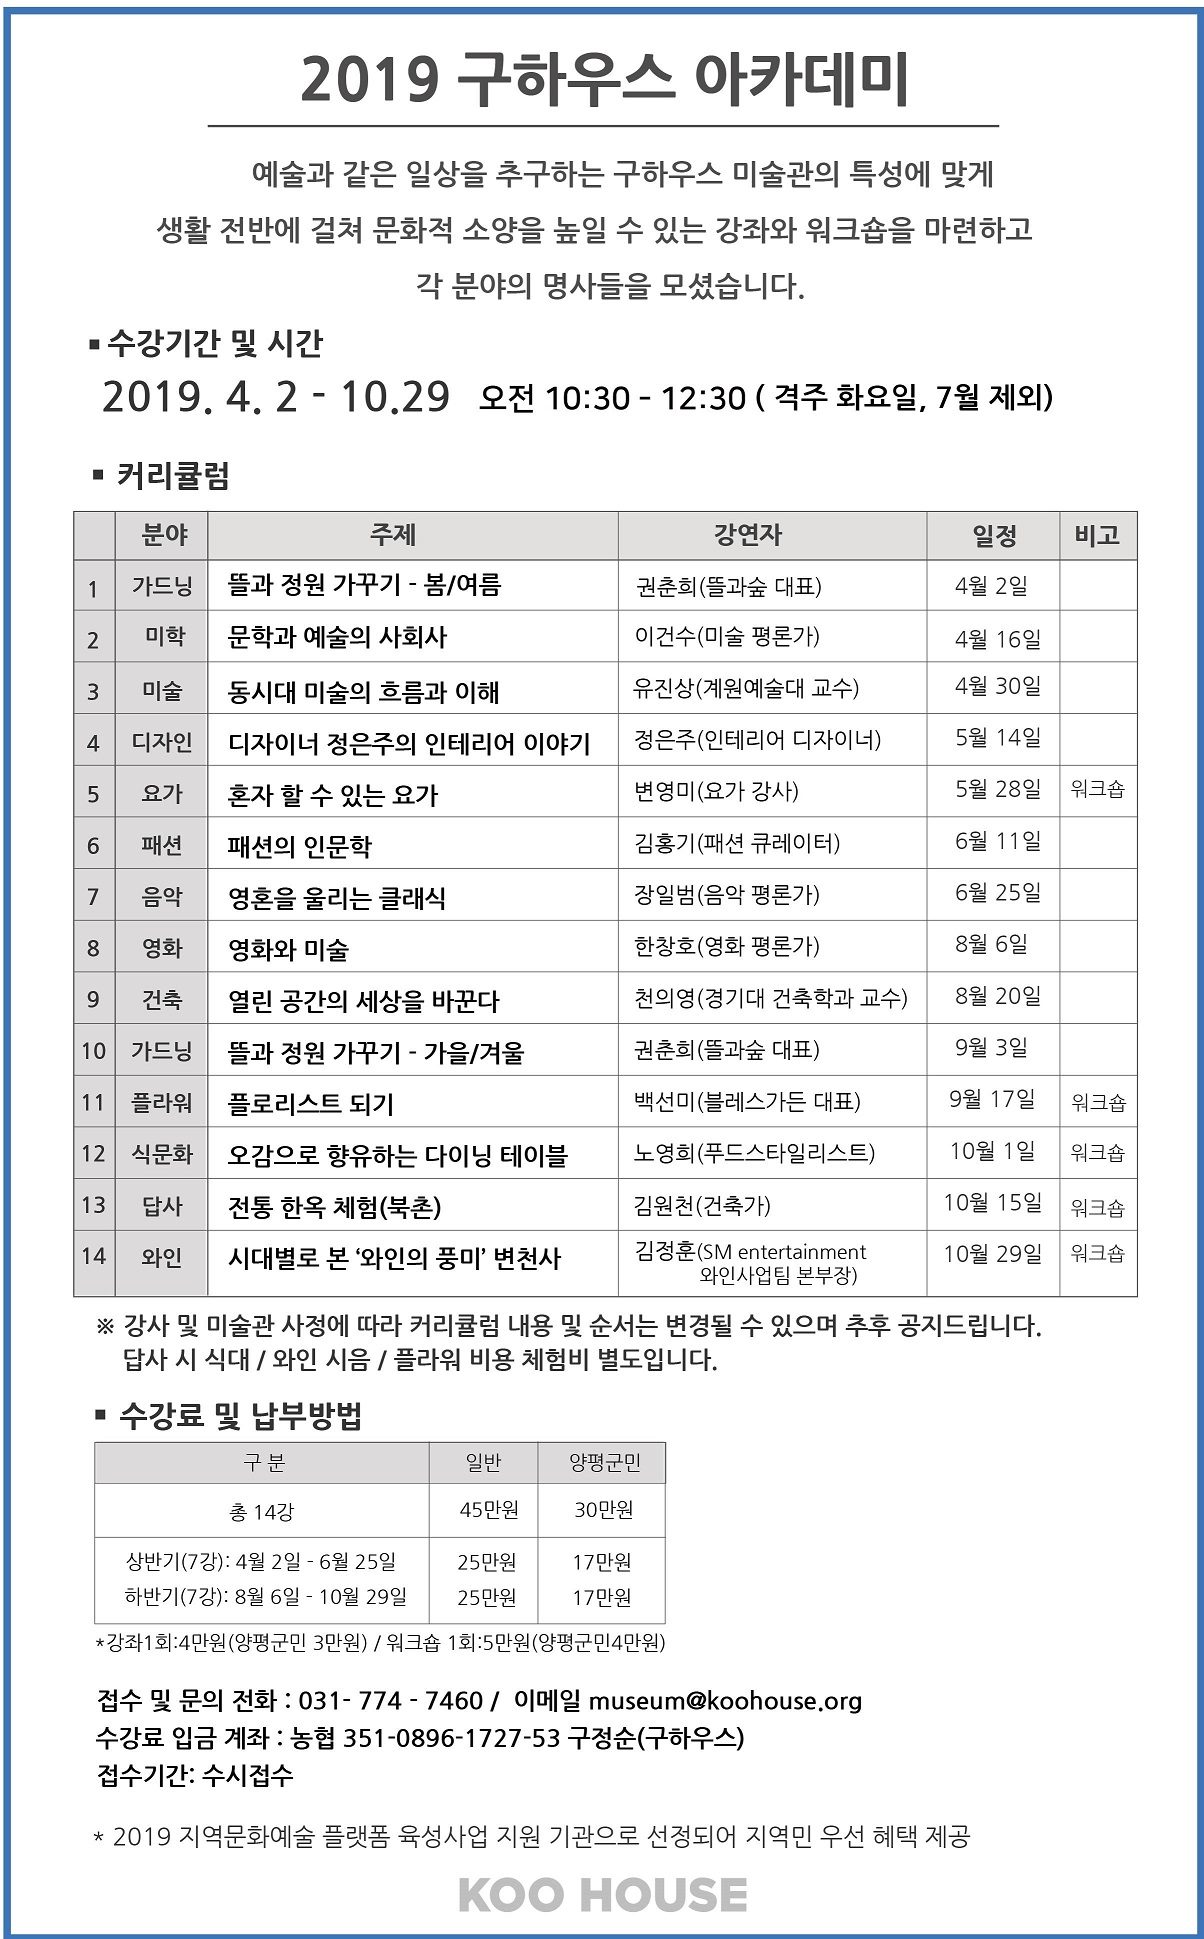 2019 구하우스 아카데미
예술과 같은 일상을 추구하는 구하우스 미술관의 특성에 맞게
생활 전반에 걸쳐 문화적 소양을 높일 수 있는 강좌와 워크숍을 마련하고
각 분야의 명사들을 모셨습니다.
▪ 수강기간 및 시간
2019. 4. 2 - 10.29 오전 10:30 - 12:30 ( 격주 화요일, 7월 제외)
▪ 커리큘럼
분야 주제 강연자 일정 비고
1 가드닝 뜰과 정원 가꾸기 - 봄/여름 권춘희(뜰과숲 대표) 4월 2일
2 미학 문학과 예술의 사회사 이건수(미술 평론가) 4월 16일
3 미술 동시대 미술의 흐름과 이해 유진상(계원예술대 교수) 4월 30일
4 디자인 디자이너 정은주의 인테리어 이야기 정은주(인테리어 디자이너) 5월 14일
5 요가 혼자 할 수 있는 요가 변영미(요가 강사) 5월 28일 워크숍
6 패션 패션의 인문학 김홍기(패션 큐레이터) 6월 11일
7 음악 영혼을 울리는 클래식 장일범(음악 평론가) 6월 25일
8 영화 영화와 미술 한창호(영화 평론가) 8월 6일
9 건축 열린 공간의 세상을 바꾼다 천의영(경기대 건축학과 교수) 8월 20일
10 가드닝 뜰과 정원 가꾸기 - 가을/겨울 권춘희(뜰과숲 대표) 9월 3일
11 플라워 플로리스트 되기 백선미(블레스가든 대표) 9월 17일 워크숍
12 식문화 오감으로 향유하는 다이닝 테이블 노영희(푸드스타일리스트) 10월 1일 워크숍
13 답사 전통 한옥 체험(북촌) 김원천(건축가) 10월 15일 워크숍
14 와인 시대별로 본 ‘와인의 풍미’ 변천사 김정훈(SM entertainment 10월 29일 워크숍
와인사업팀 본부장)
※ 강사 및 미술관 사정에 따라 커리큘럼 내용 및 순서는 변경될 수 있으며 추후 공지드립니다.
답사 시 식대 / 와인 시음 / 플라워 비용 체험비 별도입니다.
▪ 수강료 및 납부방법
구 분 일반 양평군민
총 14강 45만원 30만원
상반기(7강): 4월 2일 - 6월 25일 25만원 17만원
하반기(7강): 8월 6일 - 10월 29일 25만원 17만원
*강좌1회:4만원(양평군민 3만원) / 워크숍 1회:5만원(양평군민4만원)
접수 및 문의 전화 : 031- 774 - 7460 / 이메일 museum@koohouse.org
수강료 입금 계좌 : 농협 351-0896-1727-53 구정순(구하우스)
접수기간: 수시접수
* 2019 지역문화예술 플랫폼 육성사업 지원 기관으로 선정되어 지역민 우선 혜택 제공
KOO HOUSE